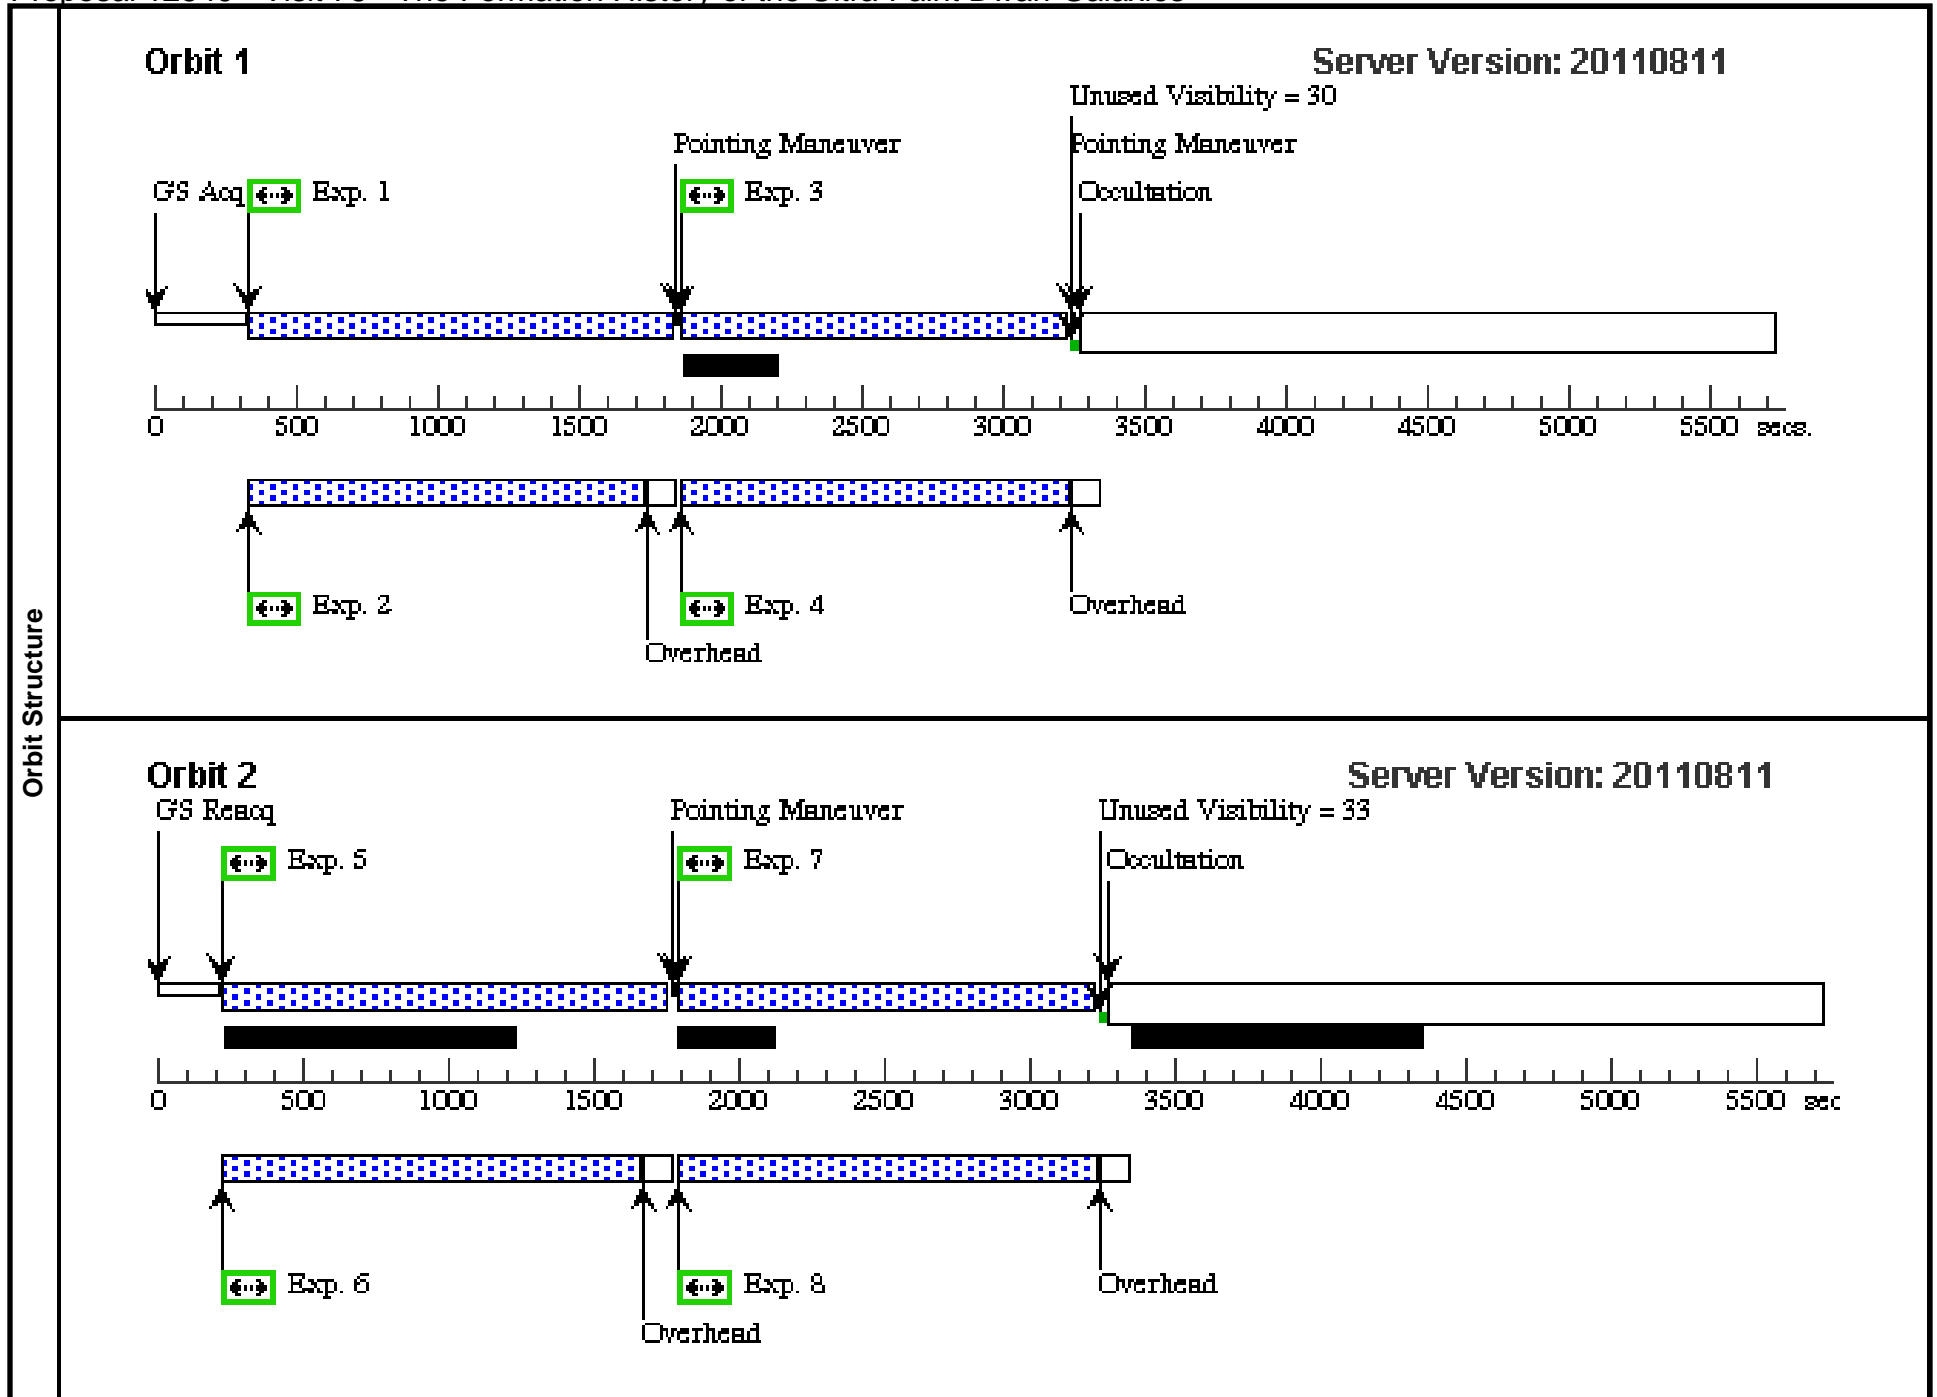 Orbit Structure
Orbit 1
Server Version: 20110811
Unused Visibility = 30
Pointing Maneuver
Pointing Maneuver
GS Acq
Exp. 1
Exp. 3
Occultation
0 500 1000 1500 2000 2500 3000 3500 4000 4500 5000 5500 secs.
Exp. 2
Exp. 4
Overhead
Overhead
Orbit 2
Server Version: 20110811
GS Reacq
Pointing Maneuver
Unused Visibility = 33
Exp. 5
Exp. 7
Occultation
0 500 1000 1500 2000 2500 3000 3500 4000 4500 5000 5500 sec
Exp. 6
Exp. 8
Overhead
Overhead